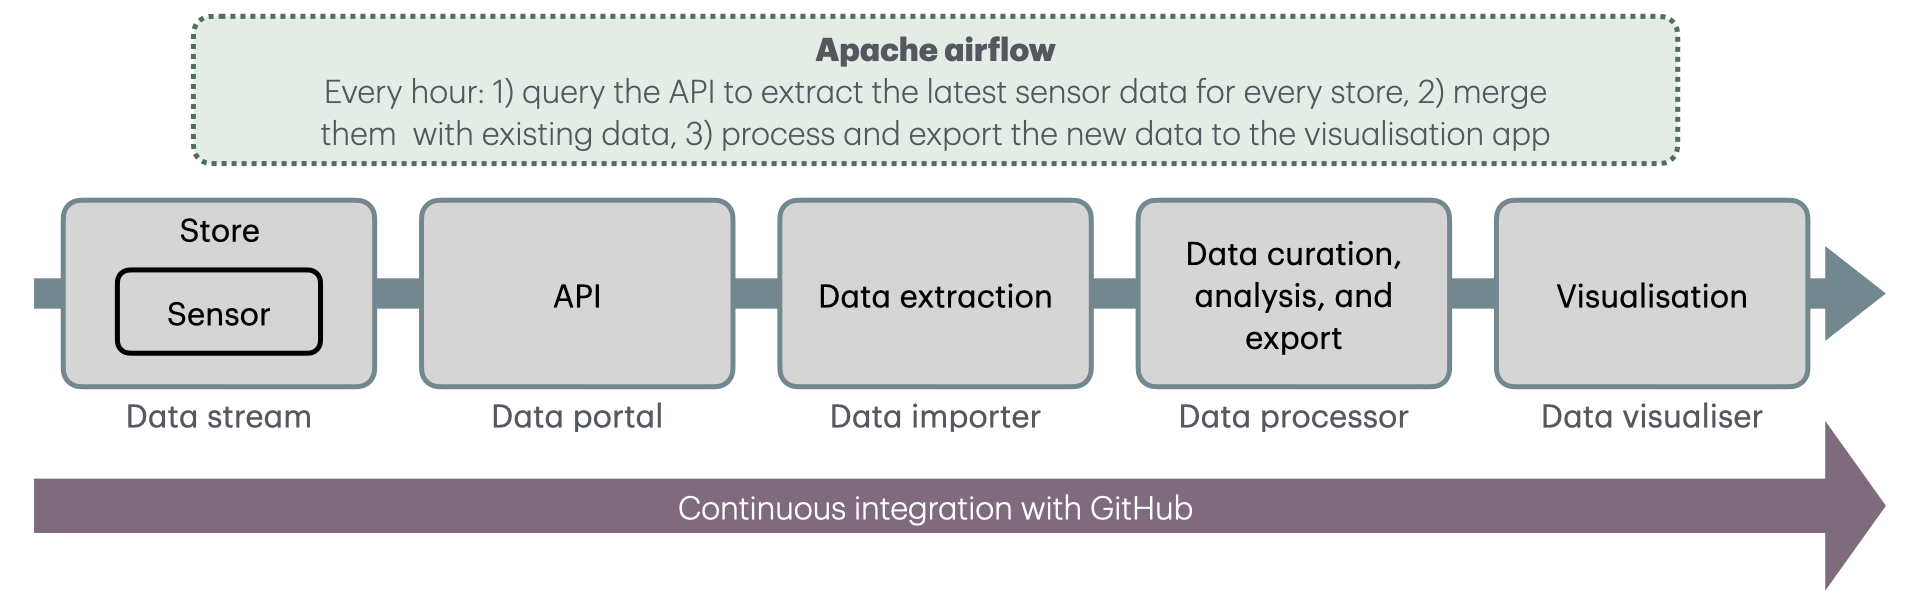 Apache airflow
Every hour: 1) query the API to extract the latest sensor data for every store, 2) merge
them  with existing data, 3) process and export the new data to the visualisation app
Store
Sensor
Data stream
API
Data portal
Data extraction
Data importer
Data curation,
analysis, and
export
Data processor
Visualisation
Data visualiser
Continuous integration with GitHub